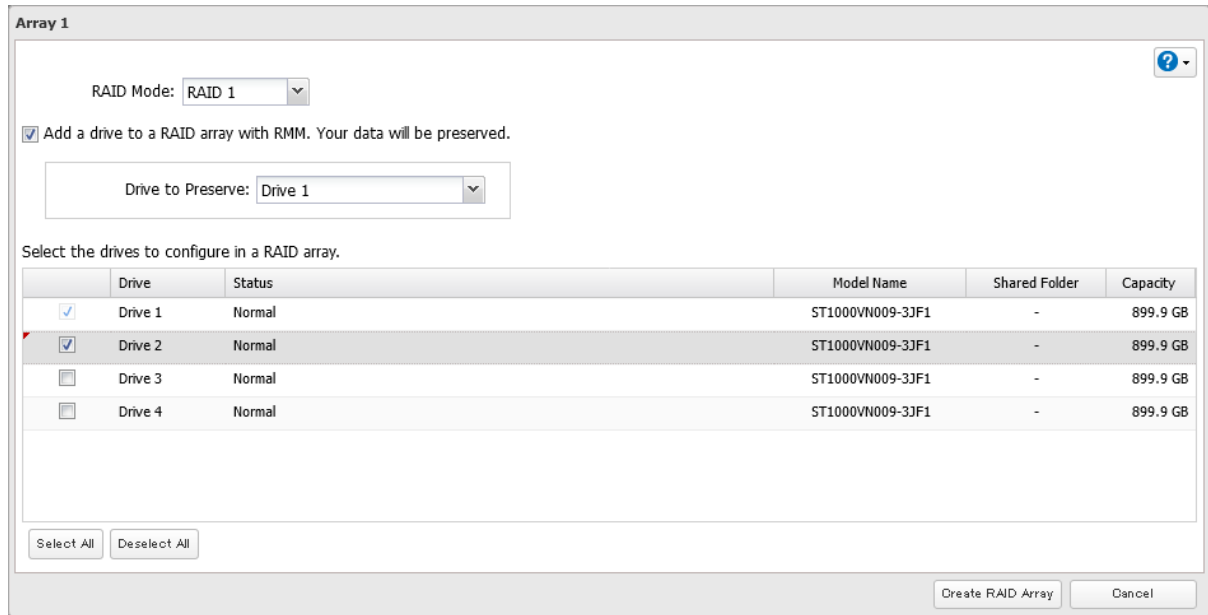 Array 1
?
RAID Mode: RAID 1
Add a drive to a RAID array with RMM. Your data will be preserved.
Drive to Preserve: Drive 1
Select the drives to configure in a RAID array.
Drive Status Model Name Shared Folder Capacity
Drive 1 Normal ST1000VN009-3JF1 - 899.9 GB
Drive 2 Normal ST1000VN009-3JF1 - 899.9 GB
Drive 3 Normal ST1000VN009-3JF1 - 899.9 GB
Drive 4 Normal ST1000VN009-3JF1 - 899.9 GB
Select All Deselect All
Create RAID Array Cancel